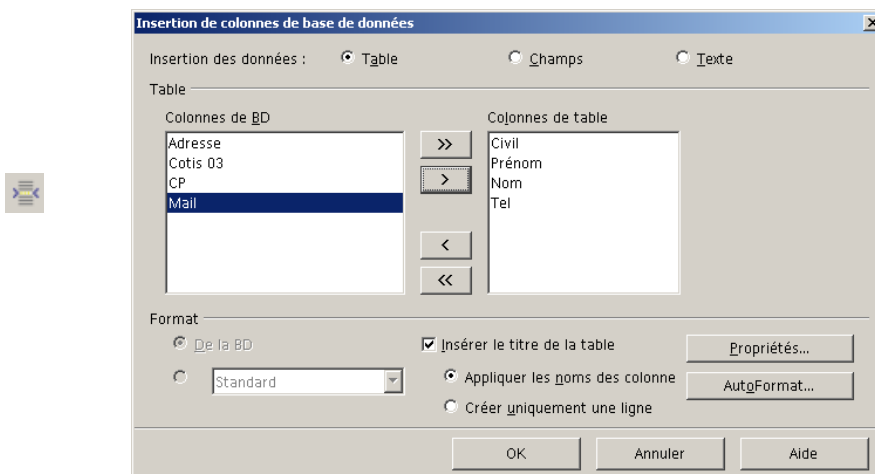 Insertion de colonnes de base de données
Insertion des données : Table Champs Texte
Table
Colonnes de BD Colonnes de table
Adresse
Cotis 03
CP
Mail
>>
>
<
<<
Civil
Prénom
Nom
Tel
Format
De la BD
Standard
Insérer le titre de la table
Appliquer les noms des colonne
Créer uniquement une ligne
Propriétés...
AutoFormat...
OK Annuler Aide